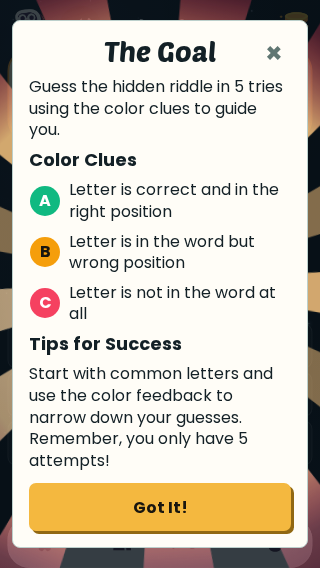 The Goal
×
Guess the hidden riddle in 5 tries
using the color clues to guide
you.
Color Clues
A
Letter is correct and in the
right position
B
Letter is in the word but
wrong position
C
Letter is not in the word at
all
Tips for Success
Start with common letters and
use the color feedback to
narrow down your guesses.
Remember, you only have 5
attempts!
Got It!